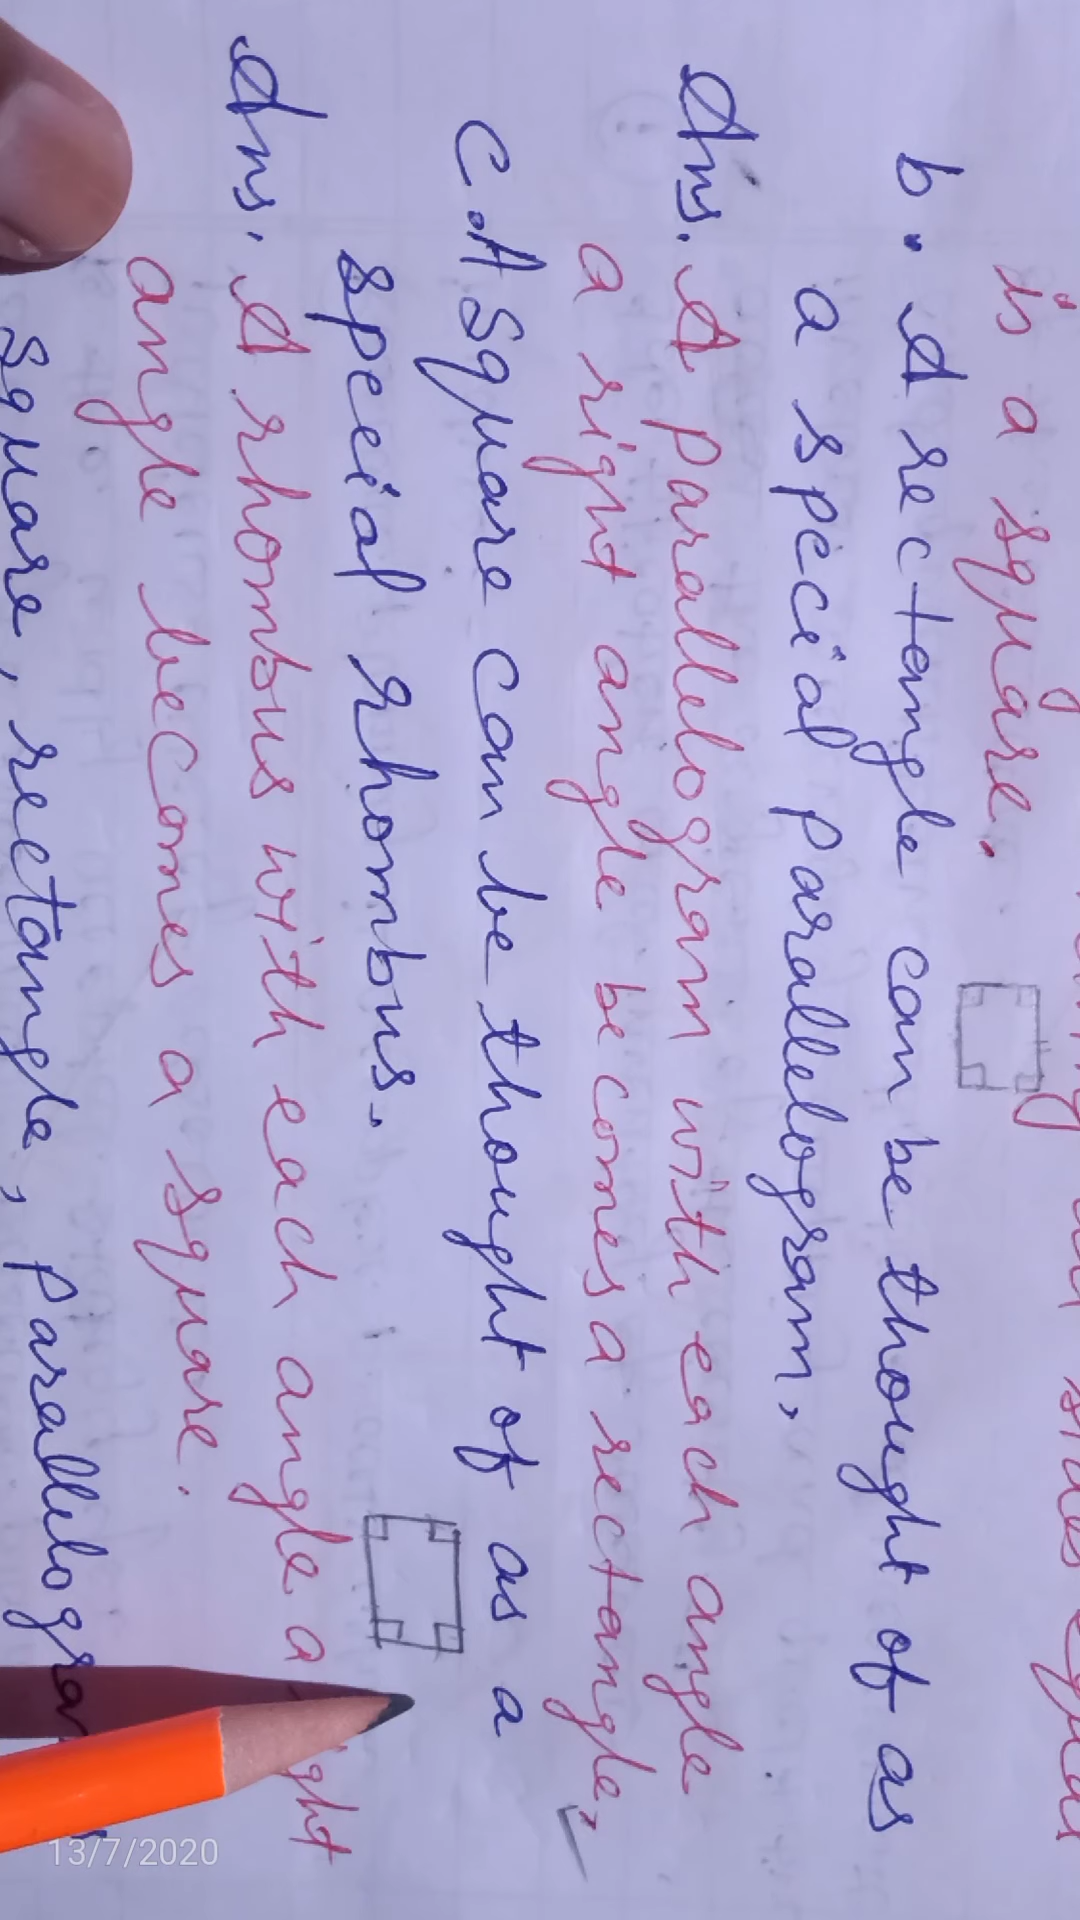 is a square.
b. A rectangle can be thought of as
a special parallelogram,
Ans. A parallelogram with each angle
a right angle becomes a rectangle,
C. A Square can be thought of as a
special rhombus.
Ans. A rhombus with each angle a
angle becomes a square.
Square, rectangle,
13/7/2020